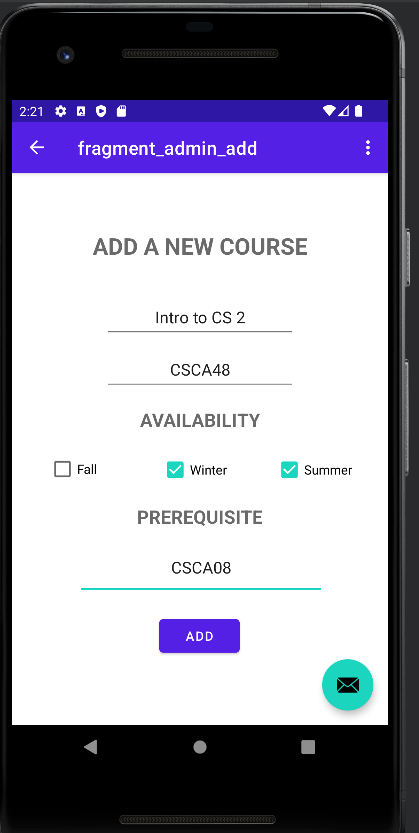 2:21
fragment_admin_add
ADD A NEW COURSE
Intro to CS 2
CSCA48
AVAILABILITY
Fall Winter Summer
PREREQUISITE
CSCA08
ADD